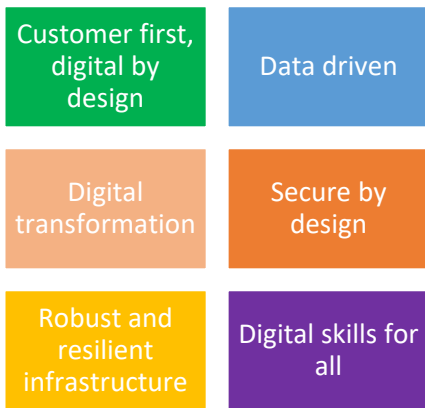 Customer first,
digital by
design
Data driven
Digital
transformation
Secure by
design
Robust and
resilient
infrastructure
Digital skills for
all